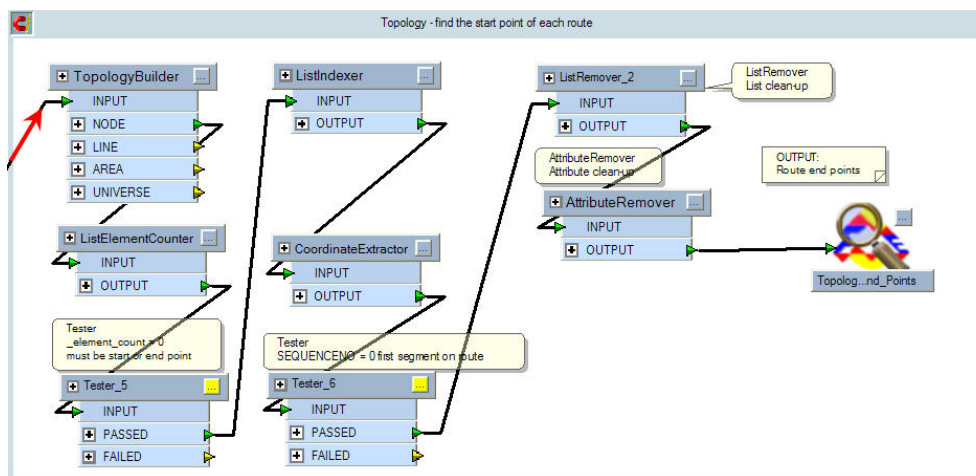 Topology - find the start point of each route
TopologyBuilder
INPUT
NODE
LINE
AREA
UNIVERSE
ListElementCounter
INPUT
OUTPUT
Tester
_element_count = 0
must be start or end point
Tester_5
INPUT
PASSED
FAILED
ListIndexer
INPUT
OUTPUT
CoordinateExtractor
INPUT
OUTPUT
Tester
SEQUENCENO = 0 first segment on route
Tester_6
INPUT
PASSED
FAILED
ListRemover_2
INPUT
OUTPUT
ListRemover
List clean-up
AttributeRemover
Attribute clean-up
AttributeRemover
INPUT
OUTPUT
OUTPUT:
Route end points
Topolog...nd_Points